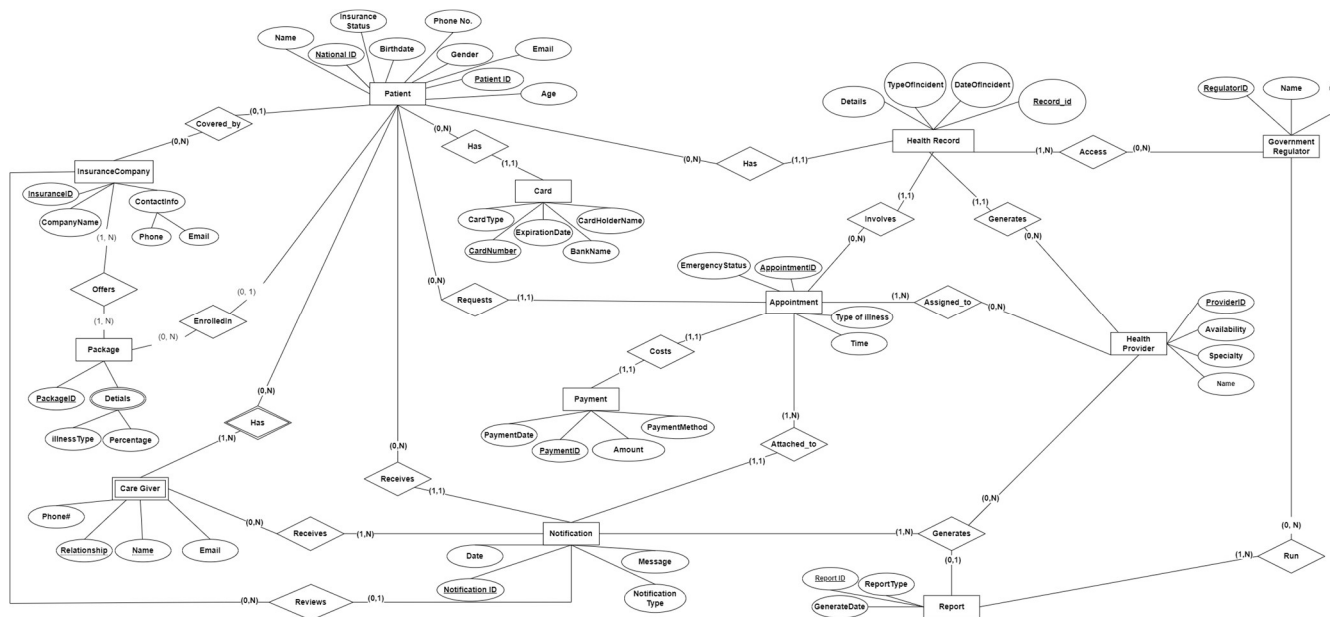 Insurance
Status
Phone No.
Name
National ID
Birthdate
Gender
Email
Patient ID
Patient
Age
(0,1)
Covered_by
(0,N)
InsuranceCompany
InsuranceID
ContactInfo
CompanyName
Phone
Email
(1, N)
Offers
(1, N)
Package
PackageID
Detials
illnessType
Percentage
(0, 1)
EnrolledIn
(0, N)
(0,N)
Has
(1,N)
Care Giver
Phone#
Relationship
Name
Email
(0,N)
Has
(1,1)
Card
CardType
CardHolderName
ExpirationDate
CardNumber
BankName
(0,N)
Has
(1,1)
TypeOfIncident
DateOfIncident
Details
Record_id
Health Record
(1,N)
Access
(0,N)
RegulatorID
Name
Government
Regulator
(1,1)
Involves
(0,N)
(1,1)
Generates
(0,N)
(0,N)
Requests
(1,1)
EmergencyStatus
AppointmentID
Appointment
Type of illness
Time
(1,N)
Assigned_to
(0,N)
Health
Provider
ProviderID
Availability
Specialty
Name
(1,1)
Costs
(1,1)
Payment
PaymentDate
PaymentMethod
PaymentID
Amount
(1,N)
Attached_to
(1,1)
(0,N)
Receives
(1,1)
(0,N)
Receives
(1,N)
Notification
Date
Message
Notification ID
Notification
Type
(0,N)
Reviews
(0,1)
(1,N)
Generates
(0,N)
(0,1)
Report ID
ReportType
GenerateDate
Report
(1,N)
Run
(0, N)